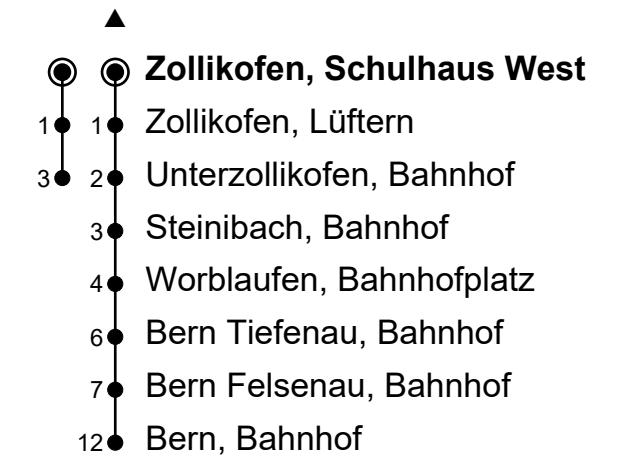 ▲
Zollikofen, Schulhaus West
1 1 Zollikofen, Lüftern
3 2 Unterzollikofen, Bahnhof
3 Steinibach, Bahnhof
4 Worblaufen, Bahnhofplatz
6 Bern Tiefenau, Bahnhof
7 Bern Felsenau, Bahnhof
12 Bern, Bahnhof